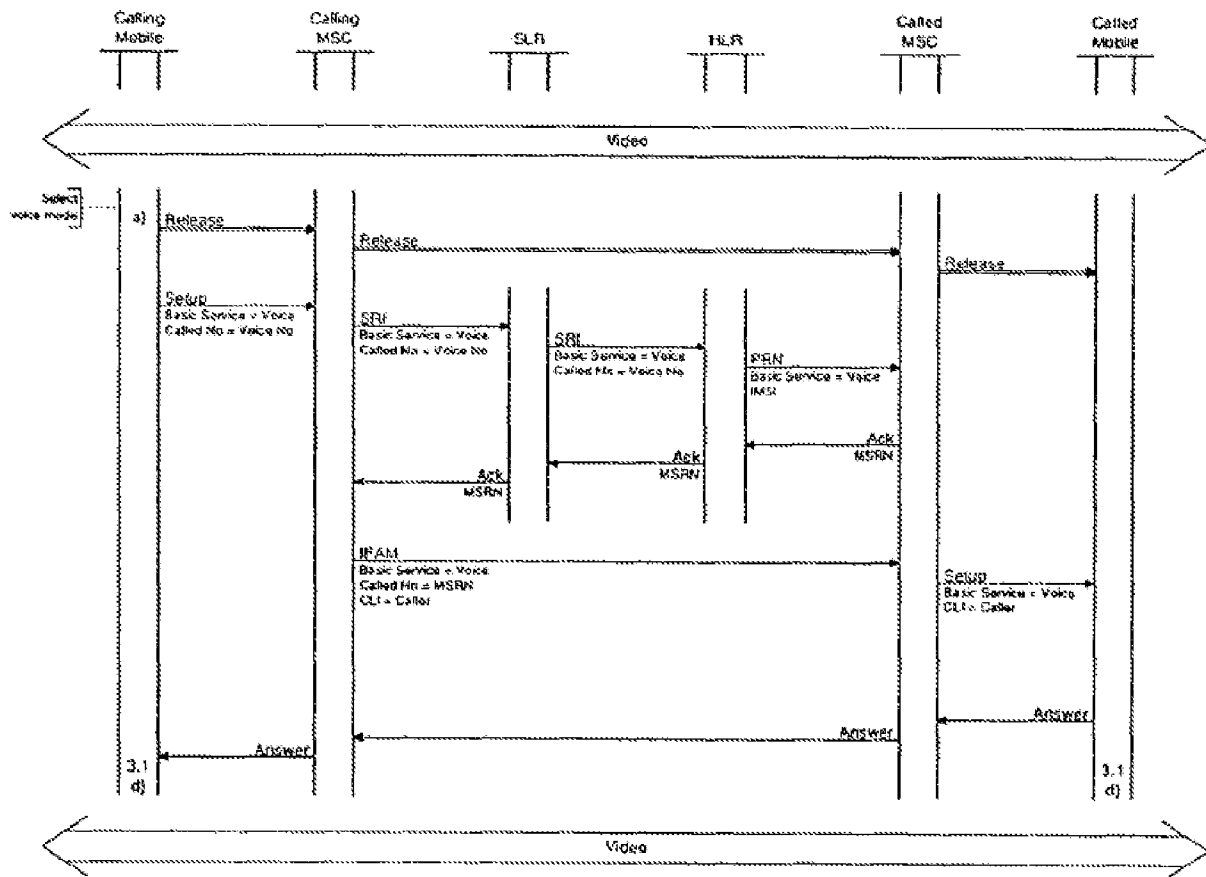 Calling
Mobile
Calling
MSC
SLR
HLR
Called
MSC
Called
Mobile
Video
Select
voice mode
a)
Release
Release
Release
Setup
Basic Service = Voice
Called No = Voice No
SRI
Basic Service = Voice
Called No = Voice No
SRI
Basic Service = Voice
Called No = Voice No
PRN
Basic Service = Voice
IMSI
Ack
MSRN
Ack
MSRN
Ack
MSRN
Basic Service = Voice
Called No = MSRN
CLI = Caller
Setup
Basic Service = Voice
CLI = Caller
Answer
Answer
Answer
3.1
d)
3.1
d)
Video